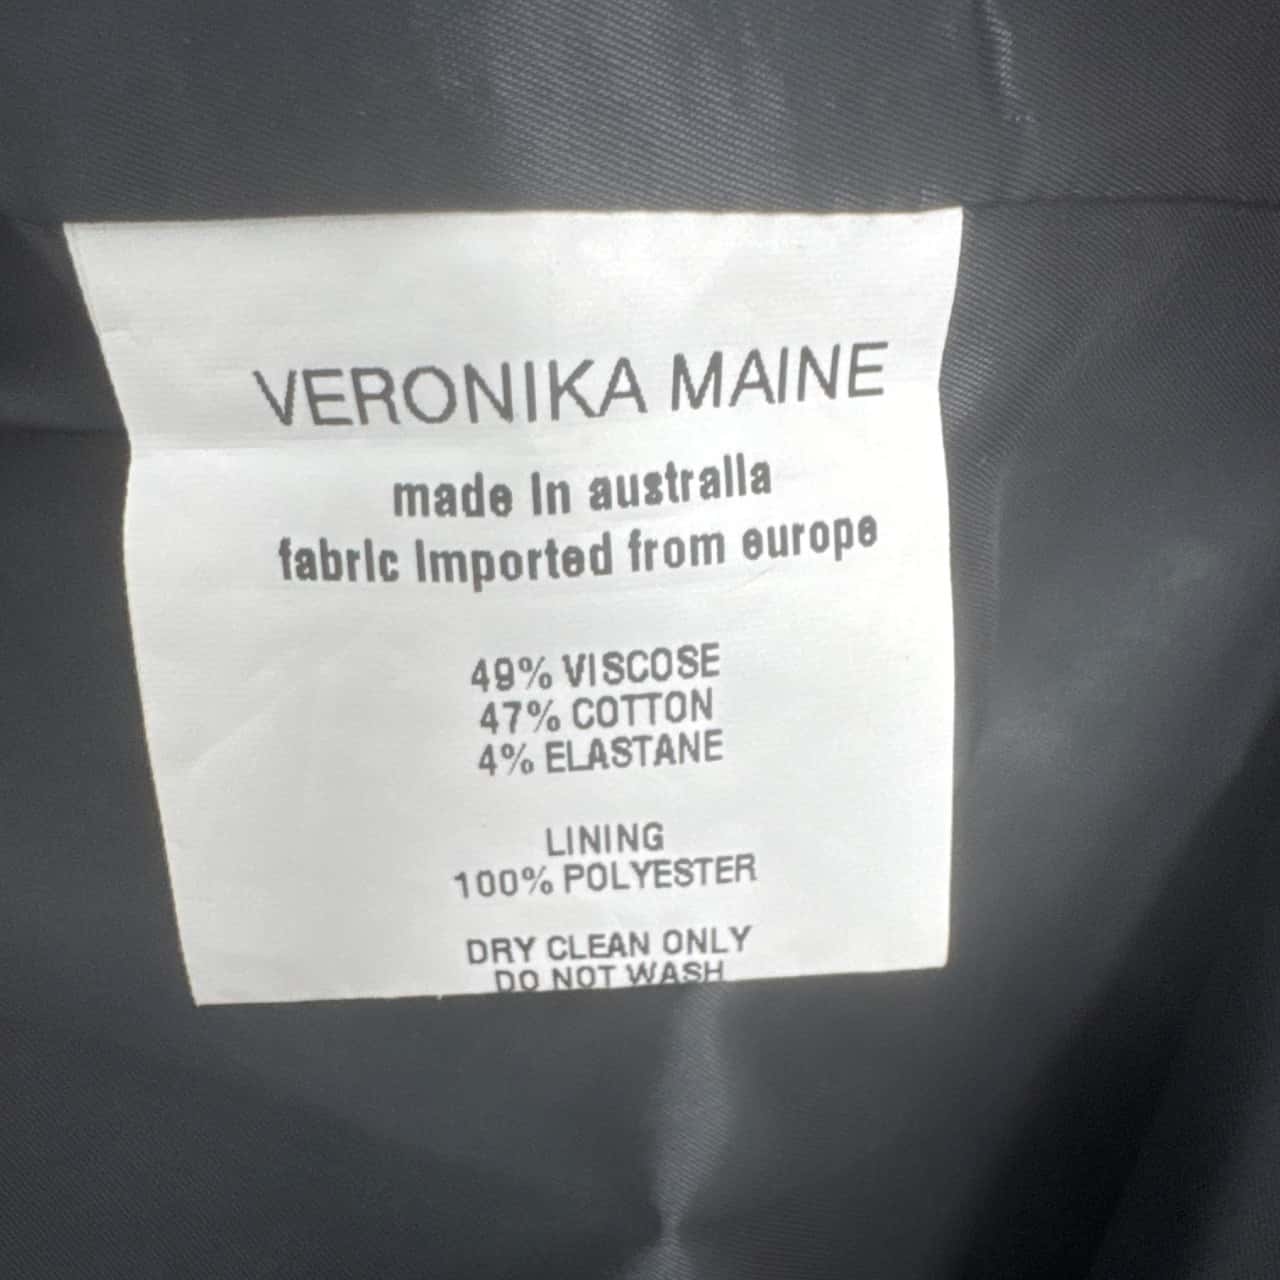 VERONIKA MAINE
made in australia
fabric imported from europe
49% VISCOSE
47% COTTON
4% ELASTANE
LINING
100% POLYESTER
DRY CLEAN ONLY
DO NOT WASH